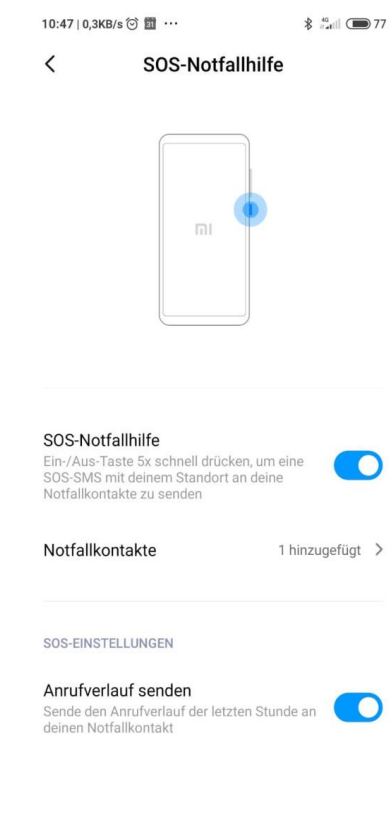 10:47 | 0,3KB/s 31 ...
4G 77
SOS-Notfallhilfe
mi
SOS-Notfallhilfe
Ein-/Aus-Taste 5x schnell drücken, um eine
SOS-SMS mit deinem Standort an deine
Notfallkontakte zu senden
Notfallkontakte 1 hinzugefügt
SOS-EINSTELLUNGEN
Anrufverlauf senden
Sende den Anrufverlauf der letzten Stunde an
deinen Notfallkontakt